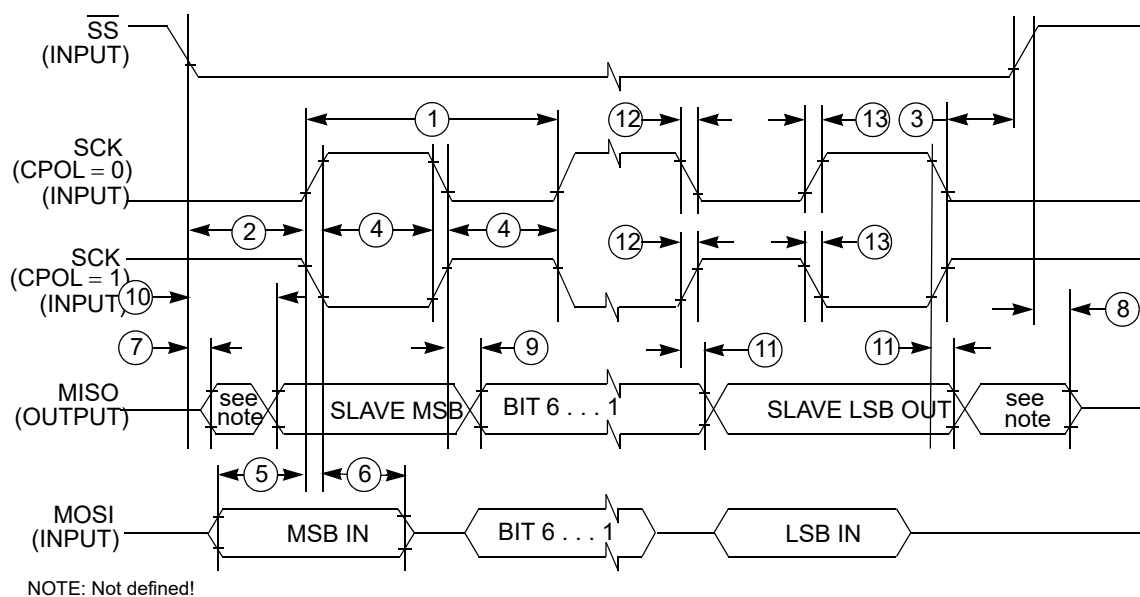 SS
(INPUT)
1
12
13
3
SCK
(CPOL = 0)
(INPUT)
2
4
4
12
13
SCK
(CPOL = 1)
(INPUT)
10
8
7
9
11
11
MISO
(OUTPUT)
see
note
SLAVE MSB
BIT 6 . . . 1
SLAVE LSB OUT
see
note
5
6
MOSI
(INPUT)
MSB IN
BIT 6 . . . 1
LSB IN
NOTE: Not defined!